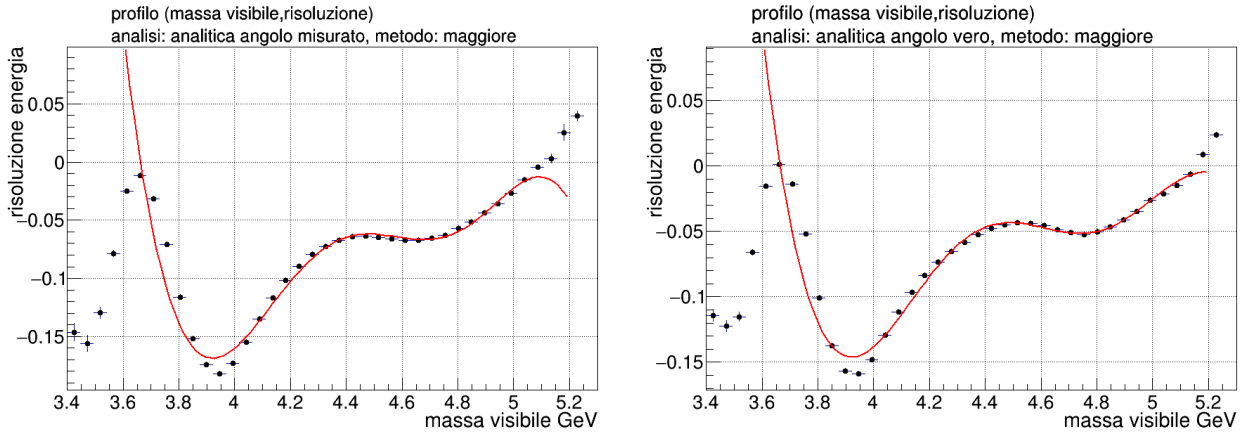 profilo (massa visibile,risoluzione)
analisi: analitica angolo misurato, metodo: maggiore
risoluzione energia
0.05
0
−0.05
−0.1
−0.15
3.4 3.6 3.8 4 4.2 4.4 4.6 4.8 5 5.2
massa visibile GeV
profilo (massa visibile,risoluzione)
analisi: analitica angolo vero, metodo: maggiore
risoluzione energia
0.05
0
−0.05
−0.1
−0.15
3.4 3.6 3.8 4 4.2 4.4 4.6 4.8 5 5.2
massa visibile GeV